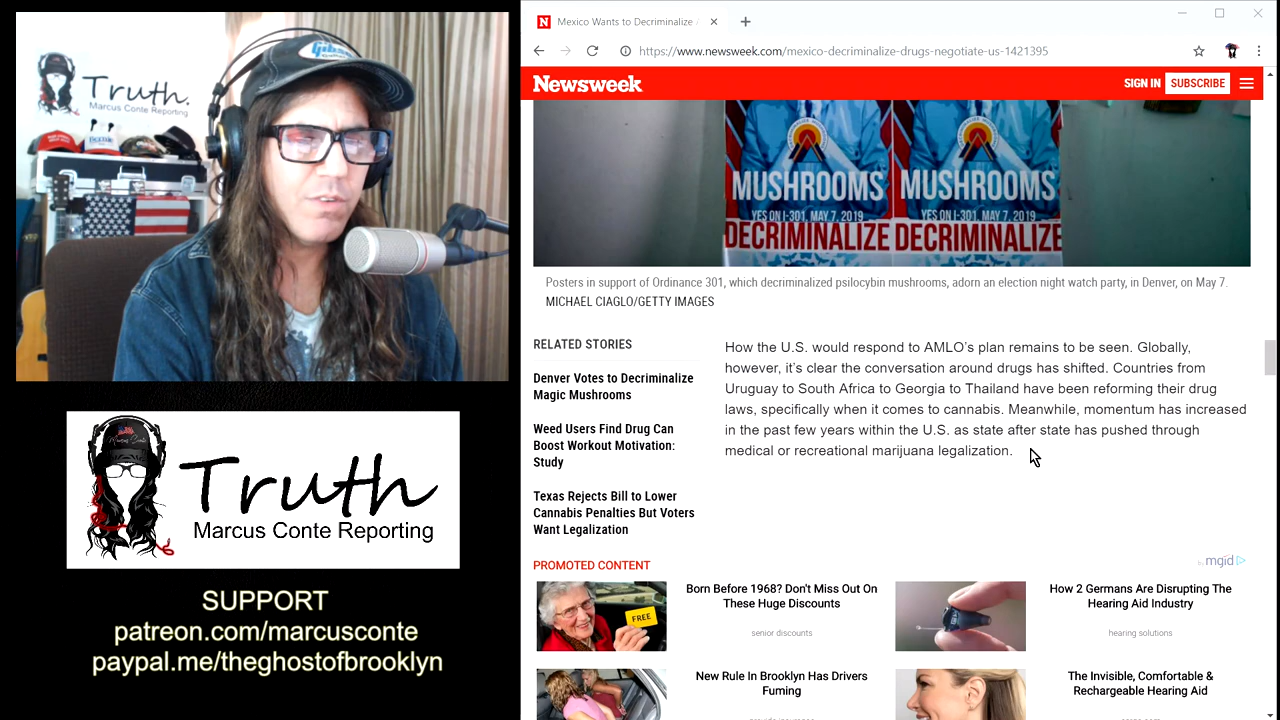 Gibson
Truth.
Marcus Conte Reporting
Truth
Marcus Conte Reporting
SUPPORT
patreon.com/marcusconte
paypal.me/theghostofbrooklyn
Mexico Wants to Decriminalize
https://www.newsweek.com/mexico-decriminalize-drugs-negotiate-us-1421395
Newsweek
SIGN IN
SUBSCRIBE
MUSHROOMS MUSHROOMS
YES ON I-301, MAY 7, 2019 YES ON I-301, MAY 7, 2019
DECRIMINALIZE DECRIMINALIZE
Posters in support of Ordinance 301, which decriminalized psilocybin mushrooms, adorn an election night watch party, in Denver, on May 7.
MICHAEL CIAGLO/GETTY IMAGES
RELATED STORIES
Denver Votes to Decriminalize
Magic Mushrooms
Weed Users Find Drug Can
Boost Workout Motivation:
Study
Texas Rejects Bill to Lower
Cannabis Penalties But Voters
Want Legalization
How the U.S. would respond to AMLO's plan remains to be seen. Globally,
however, it's clear the conversation around drugs has shifted. Countries from
Uruguay to South Africa to Georgia to Thailand have been reforming their drug
laws, specifically when it comes to cannabis. Meanwhile, momentum has increased
in the past few years within the U.S. as state after state has pushed through
medical or recreational marijuana legalization.
PROMOTED CONTENT
by mgid
FREE
Born Before 1968? Don't Miss Out On
These Huge Discounts
senior discounts
How 2 Germans Are Disrupting The
Hearing Aid Industry
hearing solutions
New Rule In Brooklyn Has Drivers
Fuming
The Invisible, Comfortable &
Rechargeable Hearing Aid